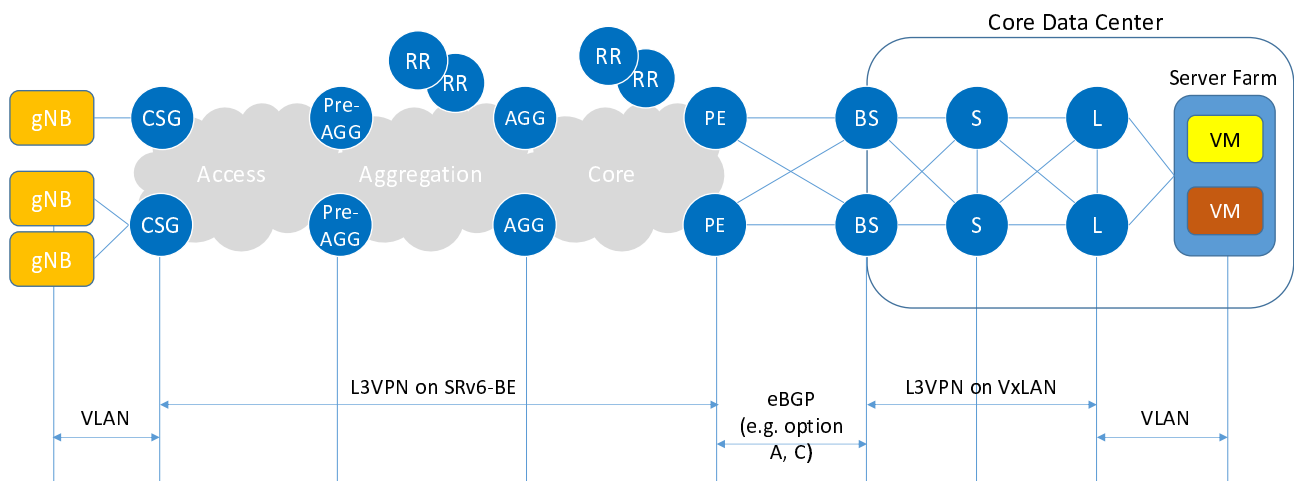 Core Data Center
RR
RR
RR
RR
Server Farm
gNB
CSG
Pre-
AGG
AGG
PE
BS
S
L
VM
Access
Aggregation
Core
gNB
CSG
Pre-
AGG
AGG
PE
BS
S
L
VM
gNB
L3VPN on SRv6-BE
L3VPN on VxLAN
eBGP
(e.g. option
A, C)
VLAN
VLAN